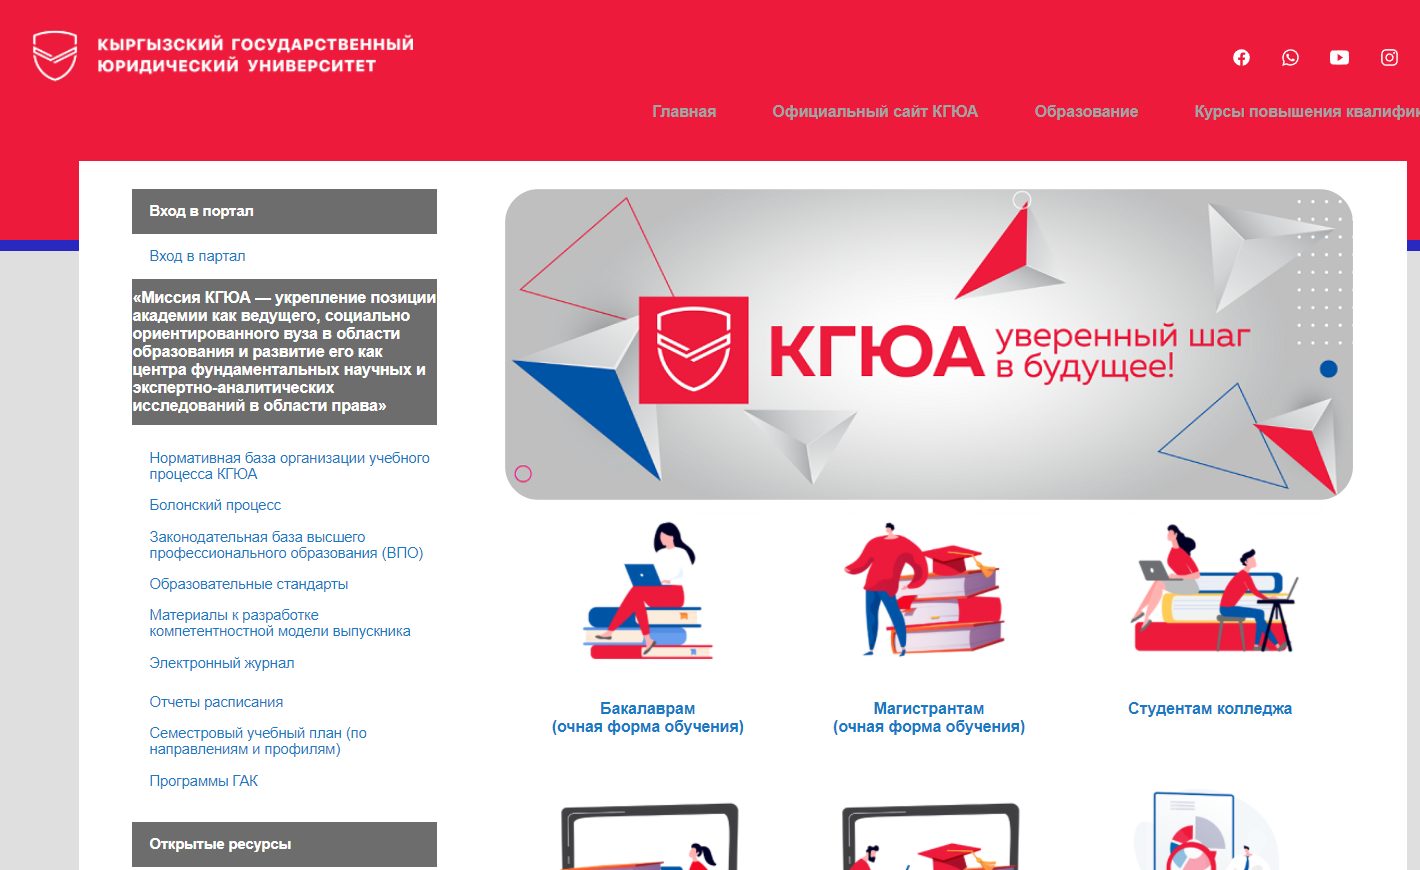 КЫРГЫЗСКИЙ ГОСУДАРСТВЕННЫЙ
ЮРИДИЧЕСКИЙ УНИВЕРСИТЕТ
Главная
Официальный сайт КГЮА
Образование
Курсы повышения
Вход в портал
Вход в партал
«Миссия КГЮА — укрепление позиции
академии как ведущего, социально
ориентированного вуза в области
образования и развитие его как
центра фундаментальных научных и
экспертно-аналитических
исследований в области права»
Нормативная база организации учебного
процесса КГЮА
Болонский процесс
Законодательная база высшего
профессионального образования (ВПО)
Образовательные стандарты
Материалы к разработке
компетентностной модели выпускника
Электронный журнал
Отчеты расписания
Семестровый учебный план (по
направлениям и профилям)
Программы ГАК
Открытые ресурсы
КГЮА уверенный шаг
в будущее!
Бакалаврам
(очная форма обучения)
Магистрантам
(очная форма обучения)
Студентам колледжа